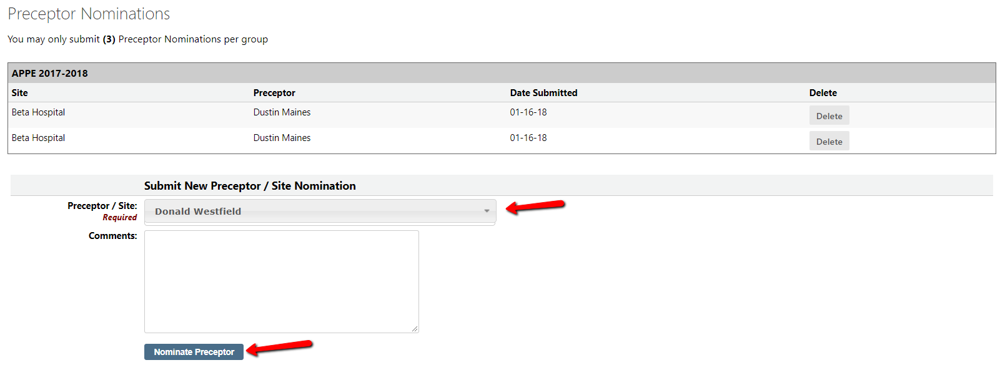 Preceptor Nominations
You may only submit (3) Preceptor Nominations per group
APPE 2017-2018
Site Preceptor Date Submitted Delete
Beta Hospital Dustin Maines 01-16-18 Delete
Beta Hospital Dustin Maines 01-16-18 Delete
Submit New Preceptor / Site Nomination
Preceptor / Site: Donald Westfield
Required
Comments:
Nominate Preceptor